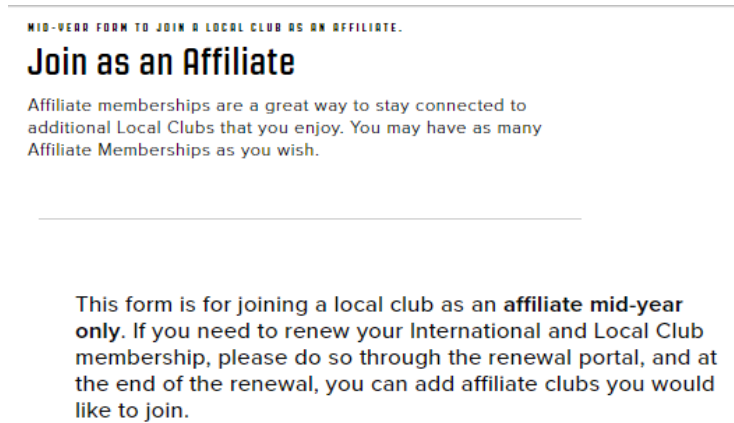 MID-YEAR FORM TO JOIN A LOCAL CLUB AS AN AFFILIATE.
Join as an Affiliate
Affiliate memberships are a great way to stay connected to
additional Local Clubs that you enjoy. You may have as many
Affiliate Memberships as you wish.
This form is for joining a local club as an affiliate mid-year
only. If you need to renew your International and Local Club
membership, please do so through the renewal portal, and at
the end of the renewal, you can add affiliate clubs you would
like to join.